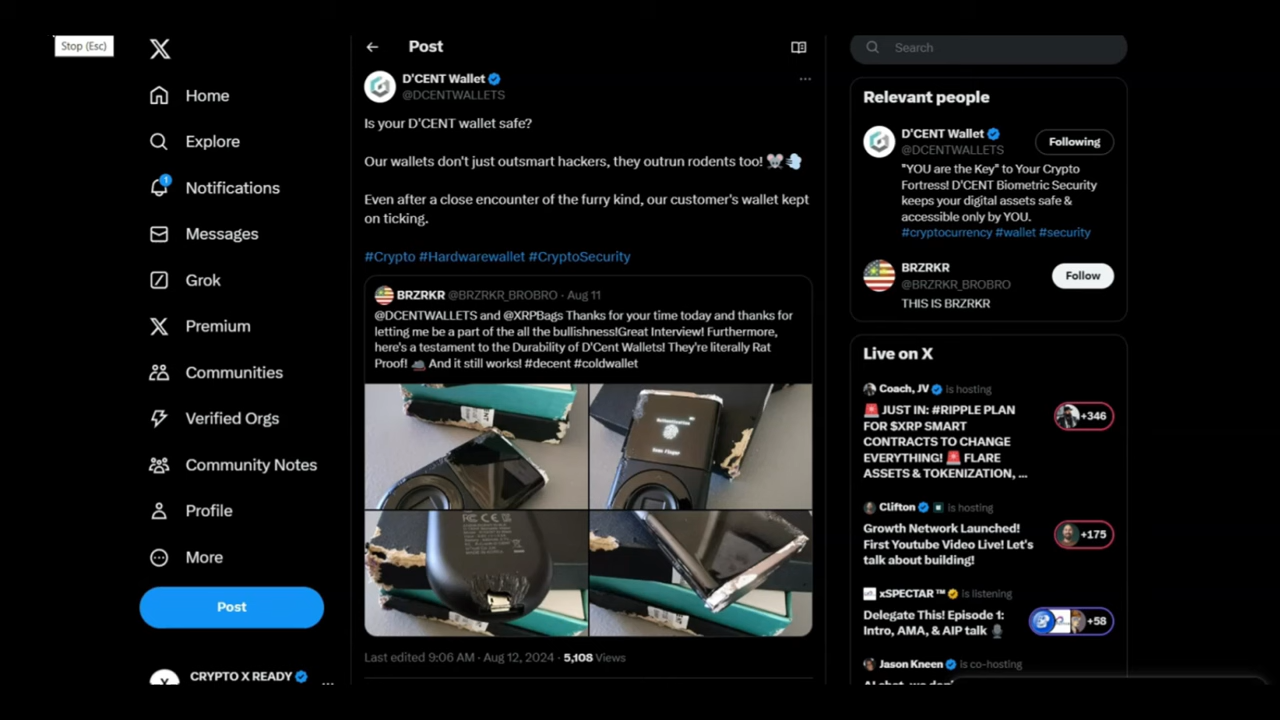 Stop (Esc)
Home
Explore
1
Notifications
Messages
Grok
Premium
Communities
Verified Orgs
Community Notes
Profile
More
Post
CRYPTO X READY
Post
D'CENT Wallet
@DCENTWALLETS
Is your D'CENT wallet safe?
Our wallets don't just outsmart hackers, they outrun rodents too! 🐭💨
Even after a close encounter of the furry kind, our customer's wallet kept
on ticking.
#Crypto #Hardwarewallet #CryptoSecurity
BRZRKR @BRZRKR_BROBRO · Aug 11
@DCENTWALLETS and @XRPBags Thanks for your time today and thanks for
letting me be a part of the all the bullishness!Great Interview! Furthermore,
here's a testament to the Durability of D'Cent Wallets! They're literally Rat
Proof! 🐀 And it still works! #decent #coldwallet
Last edited 9:06 AM · Aug 12, 2024 · 5,108 Views
Search
Relevant people
D'CENT Wallet
@DCENTWALLETS
Following
"YOU are the Key" to Your Crypto
Fortress! D'CENT Biometric Security
keeps your digital assets safe &
accessible only by YOU.
#cryptocurrency #wallet #security
BRZRKR
@BRZRKR_BROBRO
Follow
THIS IS BRZRKR
Live on X
Coach, JV is hosting
🚨 JUST IN: #RIPPLE PLAN
FOR $XRP SMART
CONTRACTS TO CHANGE
EVERYTHING! 🚨 FLARE
ASSETS & TOKENIZATION, ...
+346
Clifton is hosting
Growth Network Launched!
First Youtube Video Live! Let's
talk about building!
+175
xSPECTAR ™ is listening
Delegate This! Episode 1:
Intro, AMA, & AIP talk 🎙️
+58
Jason Kneen is co-hosting